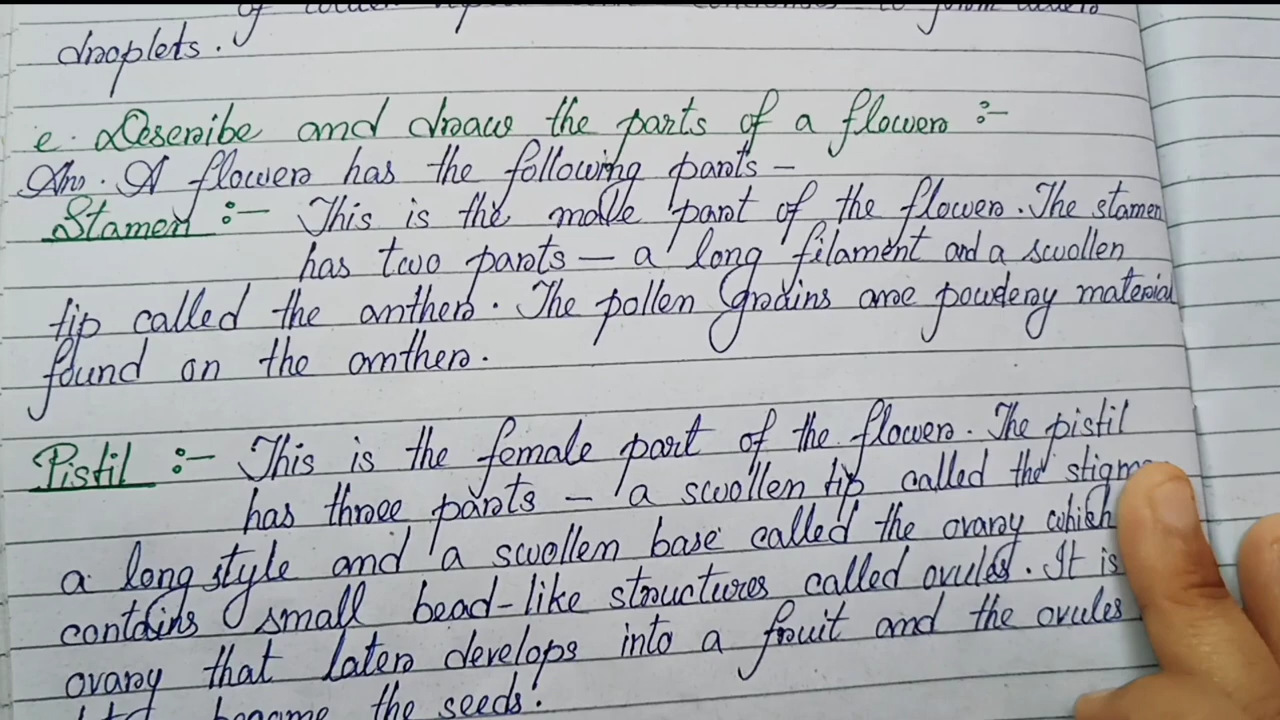 droplets.
e. Describe and draw the parts of a flower :-
Ans. A flower has the following parts -
Stamen :- This is the male part of the flower. The stamen
has two parts - a long filament and a swollen
tip called the anther. The pollen grains are powdery material
found on the anther.
Pistil :- This is the female part of the flower. The pistil
has three parts - a swollen tip called the stigma
a long style and a swollen base called the ovary which
contains small bead-like structures called ovules. It is
ovary that later develops into a fruit and the ovules
become the seeds.